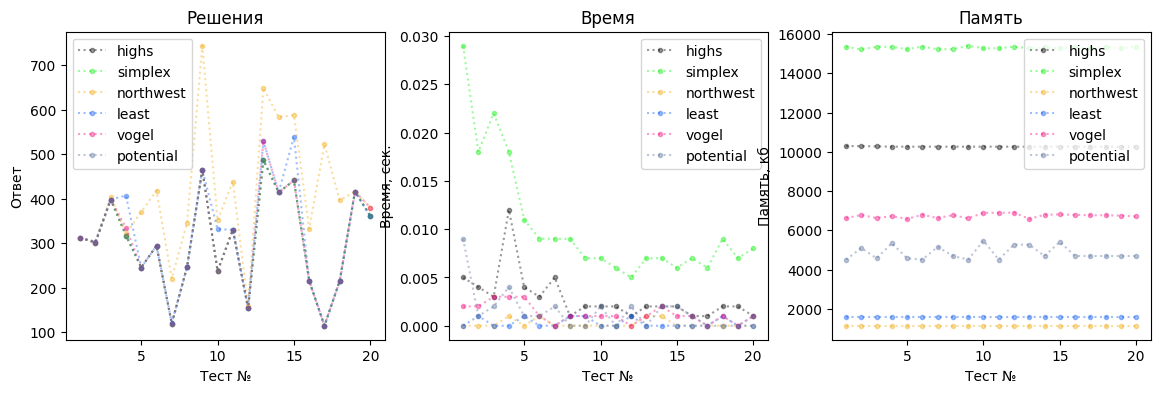 Решения
Ответ
700
600
500
400
300
200
100
5
10
15
20
Тест №
highs
simplex
northwest
least
vogel
potential
Время
Время, сек.
0.030
0.025
0.020
0.015
0.010
0.005
0.000
5
10
15
20
Тест №
highs
simplex
northwest
least
vogel
potential
Память
Память, кб
16000
14000
12000
10000
8000
6000
4000
2000
5
10
15
20
Тест №
highs
simplex
northwest
least
vogel
potential